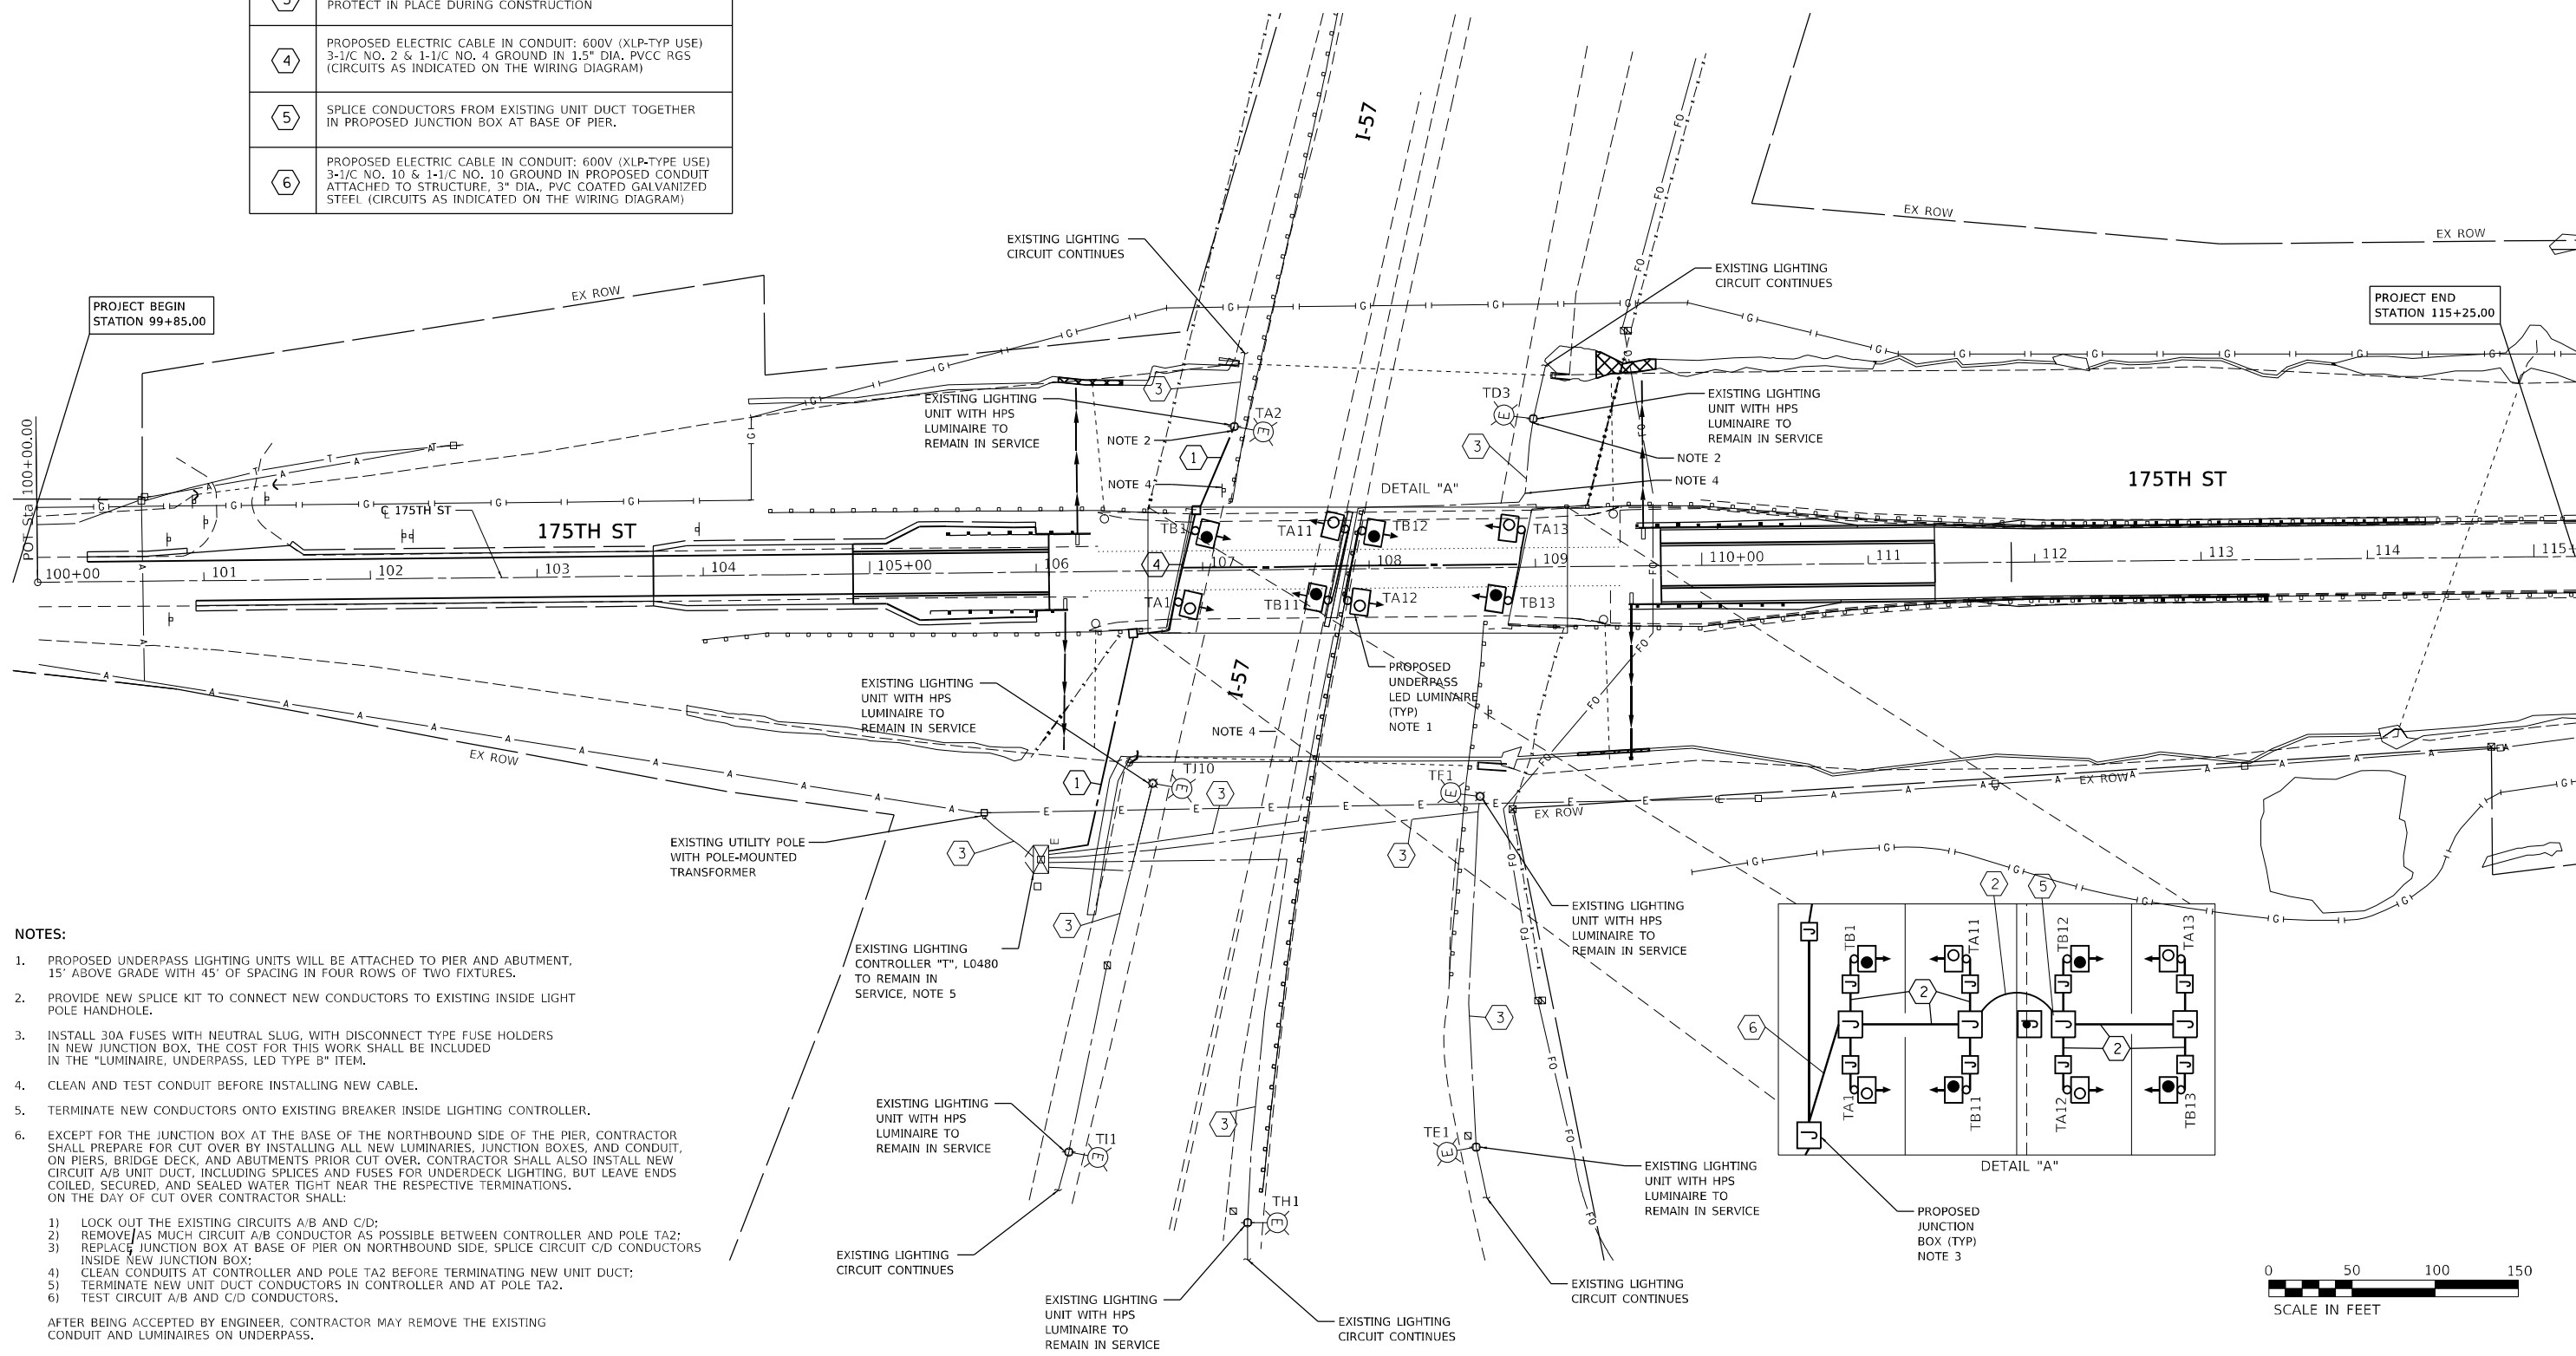 3
PROTECT IN PLACE DURING CONSTRUCTION
4
PROPOSED ELECTRIC CABLE IN CONDUIT; 600V (XLP-TYP USE)
3-1/C NO. 2 & 1-1/C NO. 4 GROUND IN 1.5" DIA. PVCC RGS
(CIRCUITS AS INDICATED ON THE WIRING DIAGRAM)
5
SPLICE CONDUCTORS FROM EXISTING UNIT DUCT TOGETHER
IN PROPOSED JUNCTION BOX AT BASE OF PIER.
6
PROPOSED ELECTRIC CABLE IN CONDUIT; 600V (XLP-TYPE USE)
3-1/C NO. 10 & 1-1/C NO. 10 GROUND IN PROPOSED CONDUIT
ATTACHED TO STRUCTURE, 3" DIA., PVC COATED GALVANIZED
STEEL (CIRCUITS AS INDICATED ON THE WIRING DIAGRAM)
I-57
EX ROW
EX ROW
EX ROW
EXISTING LIGHTING
CIRCUIT CONTINUES
EXISTING LIGHTING
CIRCUIT CONTINUES
PROJECT BEGIN
STATION 99+85.00
PROJECT END
STATION 115+25.00
3
EXISTING LIGHTING
UNIT WITH HPS
LUMINAIRE TO
REMAIN IN SERVICE
TA2
NOTE 2
1
NOTE 4
TD3
3
EXISTING LIGHTING
UNIT WITH HPS
LUMINAIRE TO
REMAIN IN SERVICE
NOTE 2
NOTE 4
DETAIL "A"
POT Sta 100+00.00
℄ 175TH ST
175TH ST
175TH ST
TB1
TA11
TB12
TA13
4
100+00
101
102
103
104
105+00
106
107
108
109
110+00
111
112
113
114
115+
TA1
TB11
TA12
TB13
PROPOSED
UNDERPASS
LED LUMINAIRE
(TYP)
NOTE 1
I-57
EXISTING LIGHTING
UNIT WITH HPS
LUMINAIRE TO
REMAIN IN SERVICE
NOTE 4
EX ROW
1
TJ10
3
TF1
EX ROW
EX ROW
EXISTING UTILITY POLE
WITH POLE-MOUNTED
TRANSFORMER
3
3
3
EXISTING LIGHTING
CONTROLLER "T", L0480
TO REMAIN IN
SERVICE, NOTE 5
EXISTING LIGHTING
UNIT WITH HPS
LUMINAIRE TO
REMAIN IN SERVICE
3
3
EXISTING LIGHTING
UNIT WITH HPS
LUMINAIRE TO
REMAIN IN SERVICE
TI1
TH1
TE1
EXISTING LIGHTING
CIRCUIT CONTINUES
EXISTING LIGHTING
UNIT WITH HPS
LUMINAIRE TO
REMAIN IN SERVICE
EXISTING LIGHTING
CIRCUIT CONTINUES
EXISTING LIGHTING
UNIT WITH HPS
LUMINAIRE TO
REMAIN IN SERVICE
EXISTING LIGHTING
CIRCUIT CONTINUES
2
5
TB1
TA11
TB12
TA13
J
2
6
2
TA1
TB11
TA12
TB13
DETAIL "A"
PROPOSED
JUNCTION
BOX (TYP)
NOTE 3
0 50 100 150
SCALE IN FEET
NOTES:
1. PROPOSED UNDERPASS LIGHTING UNITS WILL BE ATTACHED TO PIER AND ABUTMENT,
15' ABOVE GRADE WITH 45' OF SPACING IN FOUR ROWS OF TWO FIXTURES.
2. PROVIDE NEW SPLICE KIT TO CONNECT NEW CONDUCTORS TO EXISTING INSIDE LIGHT
POLE HANDHOLE.
3. INSTALL 30A FUSES WITH NEUTRAL SLUG, WITH DISCONNECT TYPE FUSE HOLDERS
IN NEW JUNCTION BOX. THE COST FOR THIS WORK SHALL BE INCLUDED
IN THE "LUMINAIRE, UNDERPASS, LED TYPE B" ITEM.
4. CLEAN AND TEST CONDUIT BEFORE INSTALLING NEW CABLE.
5. TERMINATE NEW CONDUCTORS ONTO EXISTING BREAKER INSIDE LIGHTING CONTROLLER.
6. EXCEPT FOR THE JUNCTION BOX AT THE BASE OF THE NORTHBOUND SIDE OF THE PIER, CONTRACTOR
SHALL PREPARE FOR CUT OVER BY INSTALLING ALL NEW LUMINARIES, JUNCTION BOXES, AND CONDUIT,
ON PIERS, BRIDGE DECK, AND ABUTMENTS PRIOR CUT OVER. CONTRACTOR SHALL ALSO INSTALL NEW
CIRCUIT A/B UNIT DUCT, INCLUDING SPLICES AND FUSES FOR UNDERDECK LIGHTING, BUT LEAVE ENDS
COILED, SECURED, AND SEALED WATER TIGHT NEAR THE RESPECTIVE TERMINATIONS.
ON THE DAY OF CUT OVER CONTRACTOR SHALL:
1) LOCK OUT THE EXISTING CIRCUITS A/B AND C/D;
2) REMOVE AS MUCH CIRCUIT A/B CONDUCTOR AS POSSIBLE BETWEEN CONTROLLER AND POLE TA2;
3) REPLACE JUNCTION BOX AT BASE OF PIER ON NORTHBOUND SIDE, SPLICE CIRCUIT C/D CONDUCTORS
INSIDE NEW JUNCTION BOX;
4) CLEAN CONDUITS AT CONTROLLER AND POLE TA2 BEFORE TERMINATING NEW UNIT DUCT;
5) TERMINATE NEW UNIT DUCT CONDUCTORS IN CONTROLLER AND AT POLE TA2.
6) TEST CIRCUIT A/B AND C/D CONDUCTORS.
AFTER BEING ACCEPTED BY ENGINEER, CONTRACTOR MAY REMOVE THE EXISTING
CONDUIT AND LUMINAIRES ON UNDERPASS.